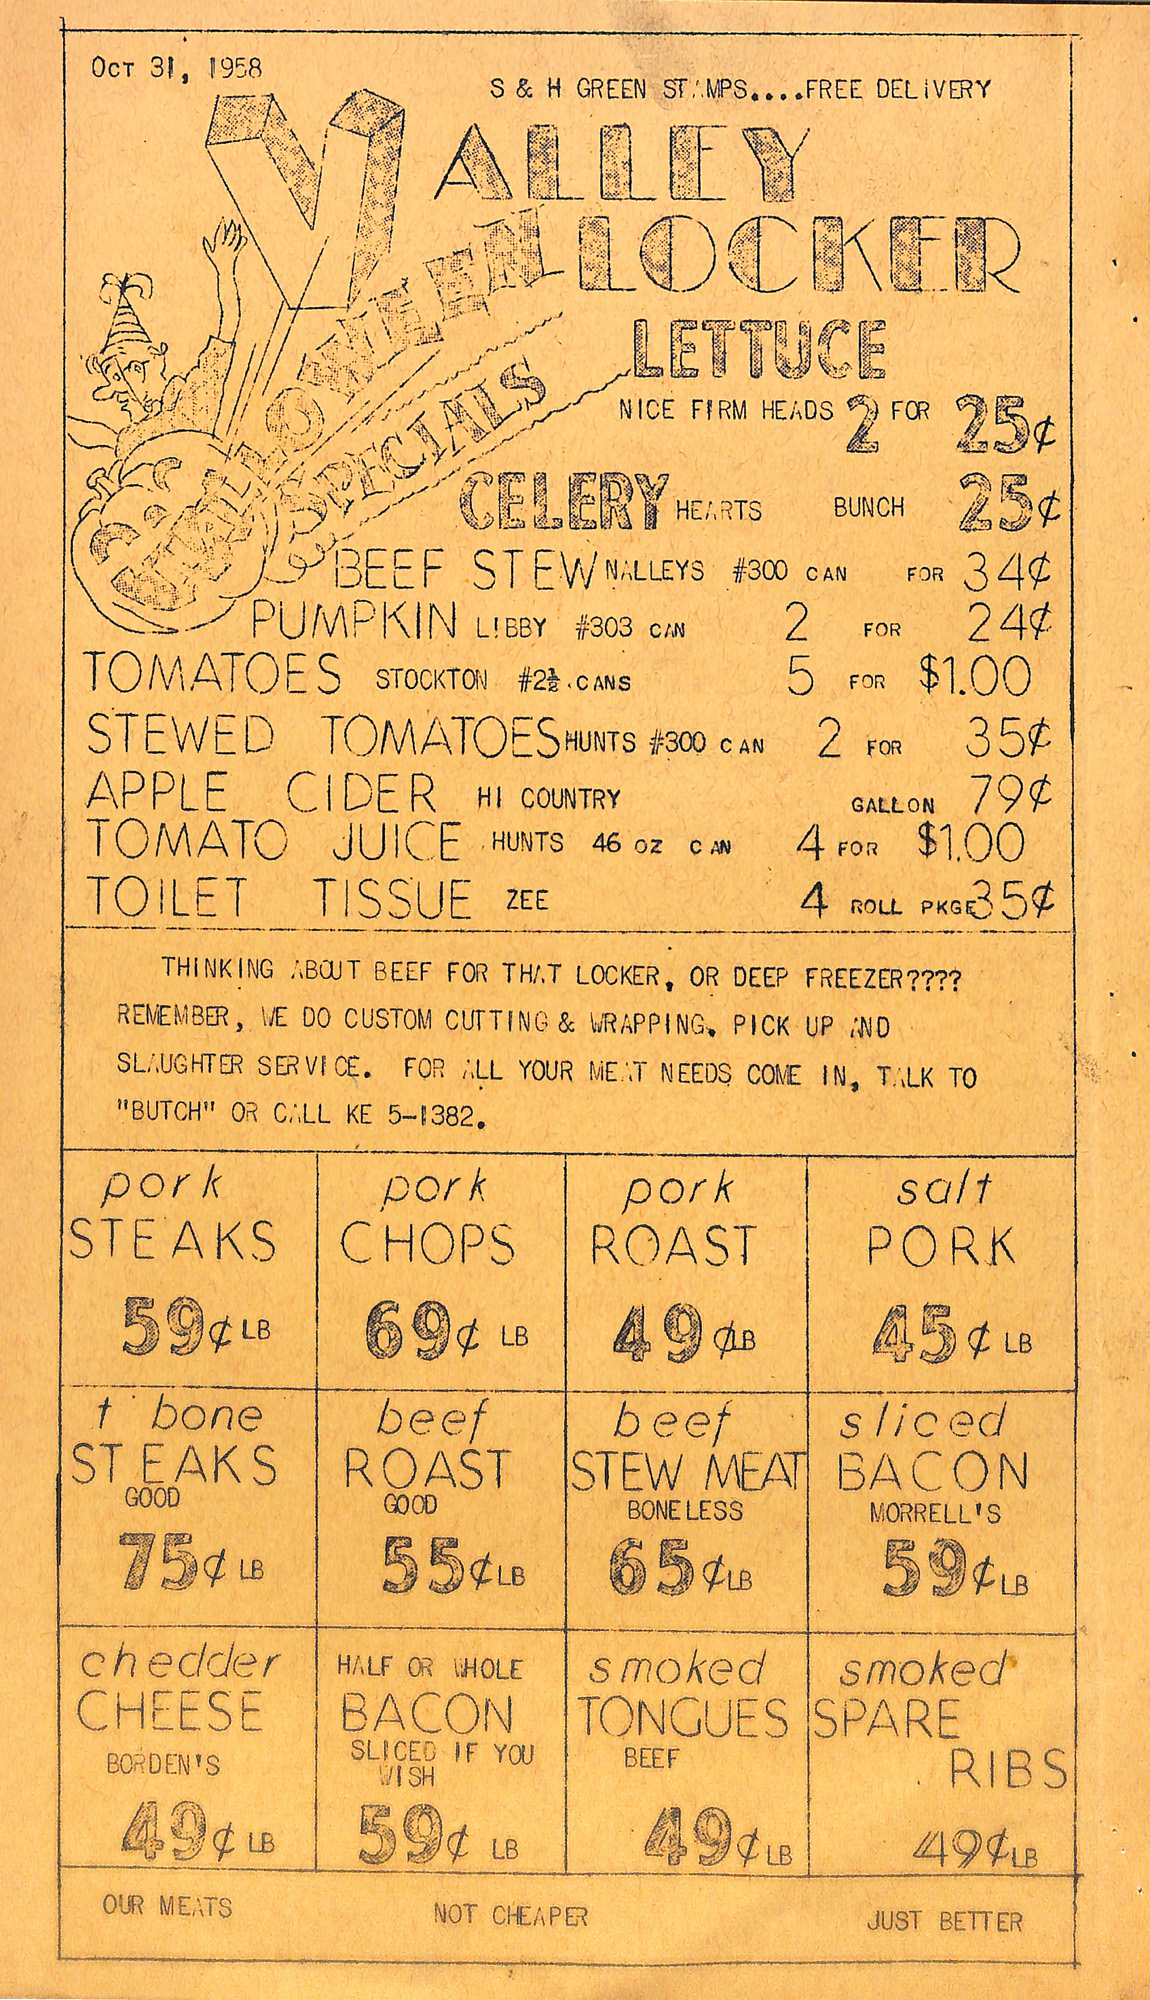 OCT 31, 1958
S & H GREEN STAMPS....FREE DELIVERY
VALLEY
LOCKER
HALLOWEEN
SPECIALS
LETTUCE
NICE FIRM HEADS 2 FOR 25¢
CELERY HEARTS BUNCH 25¢
BEEF STEW NALLEYS #300 CAN FOR 34¢
PUMPKIN LIBBY #303 CAN 2 FOR 24¢
TOMATOES STOCKTON #2½ CANS 5 FOR $1.00
STEWED TOMATOES HUNTS #300 CAN 2 FOR 35¢
APPLE CIDER HI COUNTRY GALLON 79¢
TOMATO JUICE HUNTS 46 OZ CAN 4 FOR $1.00
TOILET TISSUE ZEE 4 ROLL PKGE 35¢
THINKING ABOUT BEEF FOR THAT LOCKER, OR DEEP FREEZER????
REMEMBER, WE DO CUSTOM CUTTING & WRAPPING. PICK UP AND
SLAUGHTER SERVICE. FOR ALL YOUR MEAT NEEDS COME IN, TALK TO
"BUTCH" OR CALL KE 5-1382.
pork
STEAKS
59¢ LB
pork
CHOPS
69¢ LB
pork
ROAST
49¢ LB
salt
PORK
45¢ LB
t bone
STEAKS
GOOD
75¢ LB
beef
ROAST
GOOD
55¢ LB
beef
STEW MEAT
BONELESS
65¢ LB
sliced
BACON
MORRELL'S
59¢ LB
chedder
CHEESE
BORDEN'S
49¢ LB
HALF OR WHOLE
BACON
SLICED IF YOU
WISH
59¢ LB
smoked
TONGUES
BEEF
49¢ LB
smoked
SPARE
RIBS
49¢ LB
OUR MEATS NOT CHEAPER JUST BETTER